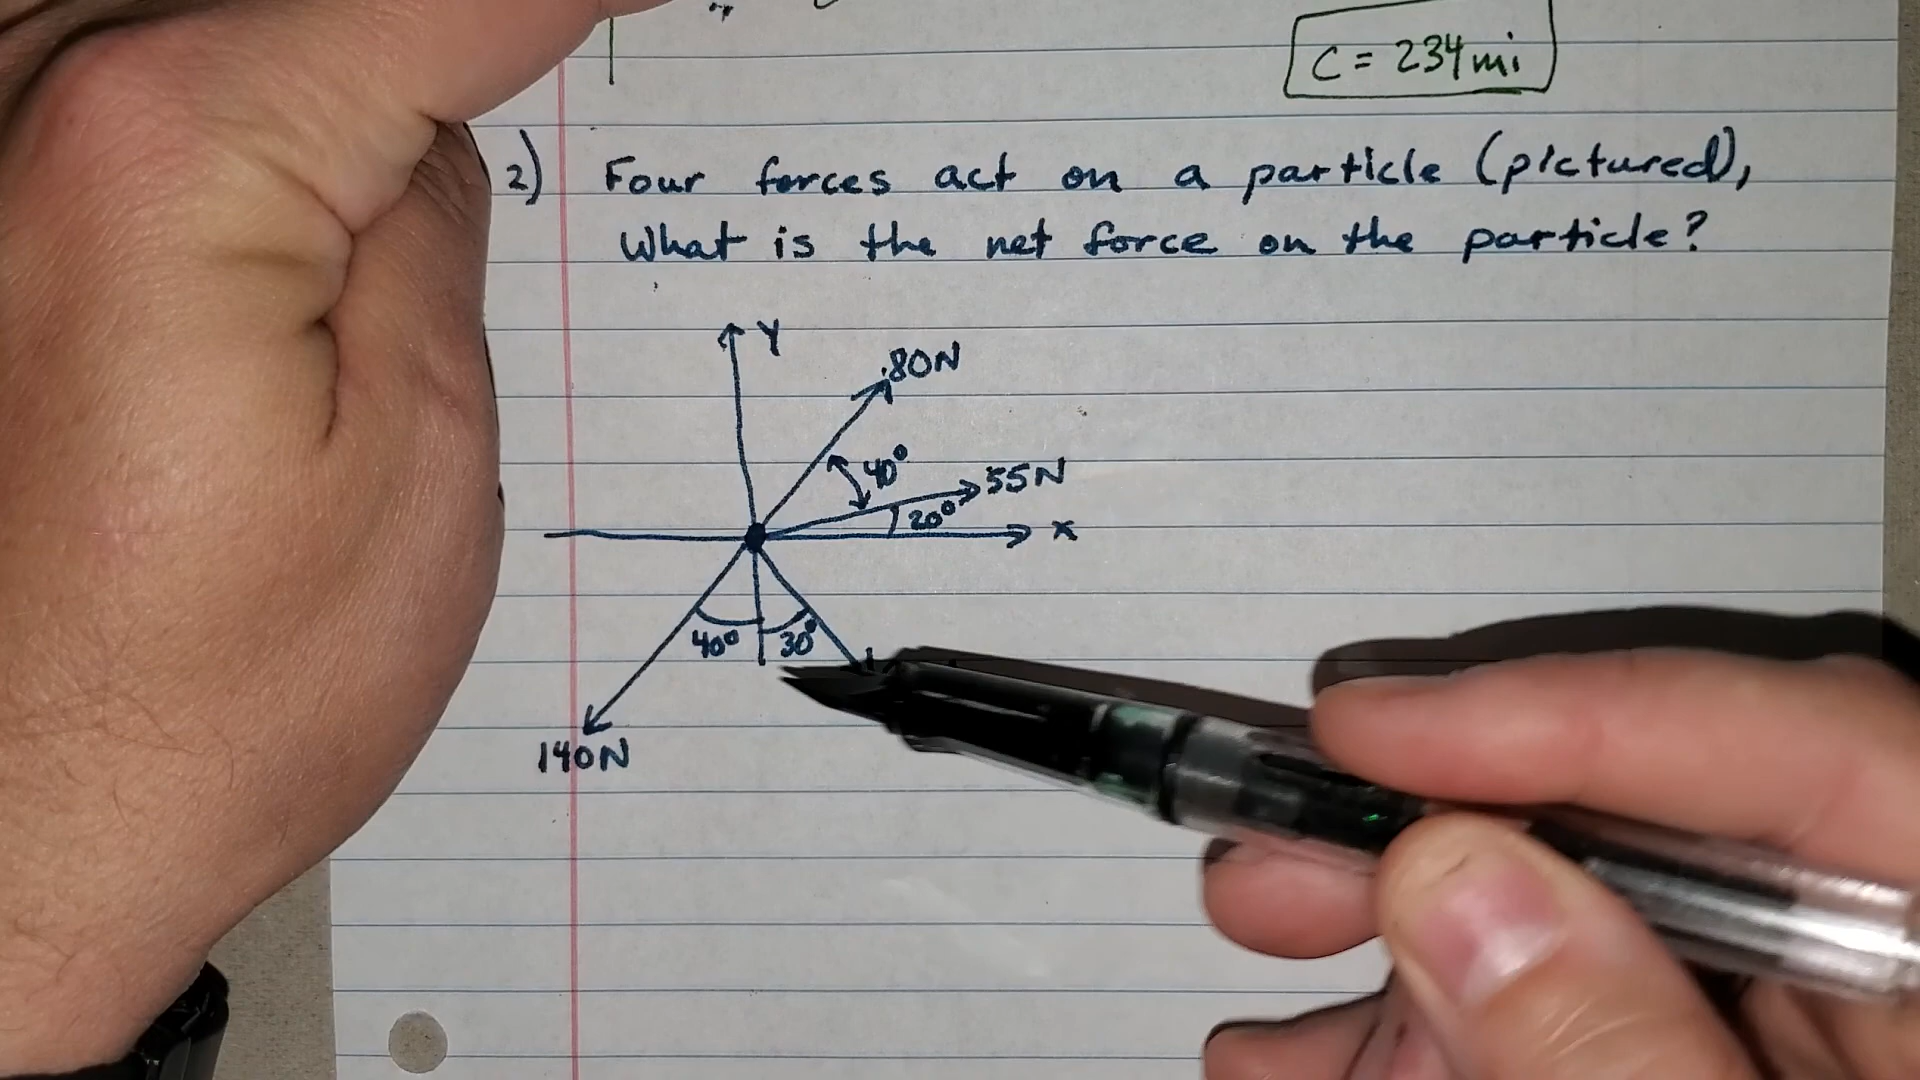 C = 234 mi
2) Four forces act on a particle (pictured),
What is the net force on the particle?
Y
80N
40°
55N
20°
x
40° 30°
140N